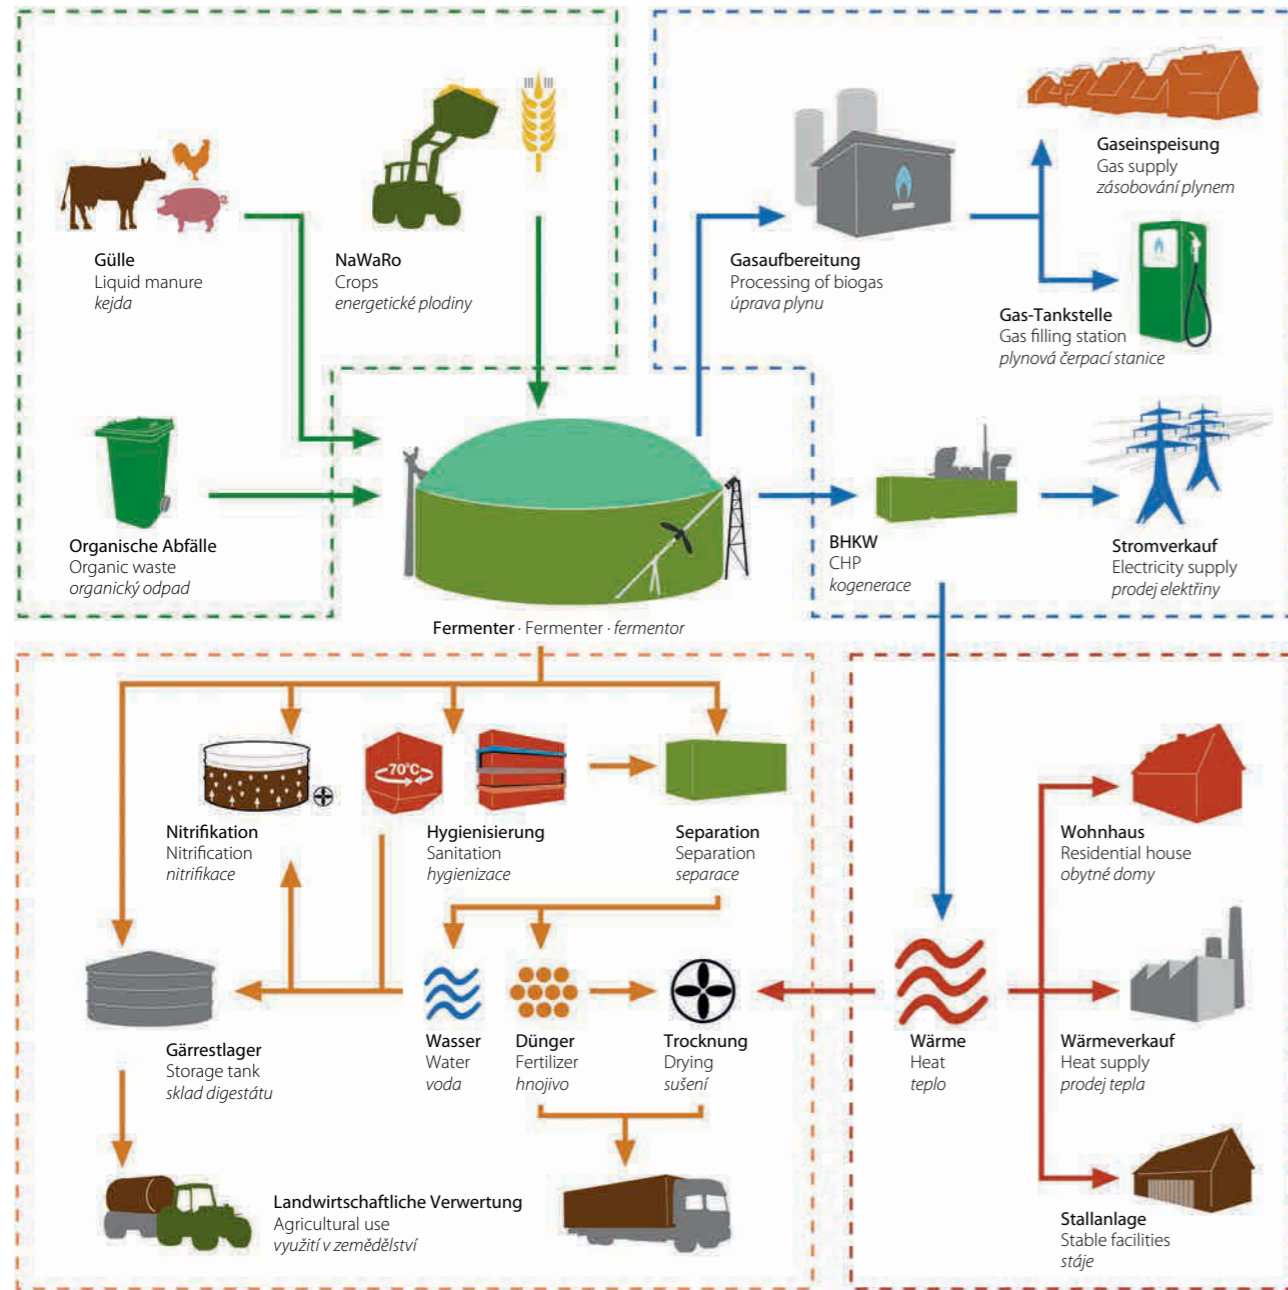 Gaseinspeisung
Gas supply
zásobování plynem
Gülle
Liquid manure
kejda
NaWaRo
Crops
energetické plodiny
Gasaufbereitung
Processing of biogas
úprava plynu
Gas-Tankstelle
Gas filling station
plynová čerpací stanice
Organische Abfälle
Organic waste
organický odpad
BHKW
CHP
kogenerace
Stromverkauf
Electricity supply
prodej elektřiny
Fermenter · Fermenter · fermentor
70°C
Nitrifikation
Nitrification
nitrifikace
Hygienisierung
Sanitation
hygienizace
Separation
Separation
separace
Wohnhaus
Residential house
obytné domy
Gärrestlager
Storage tank
sklad digestátu
Wasser
Water
voda
Dünger
Fertilizer
hnojivo
Trocknung
Drying
sušení
Wärme
Heat
teplo
Wärmeverkauf
Heat supply
prodej tepla
Landwirtschaftliche Verwertung
Agricultural use
využití v zemědělství
Stallanlage
Stable facilities
stáje